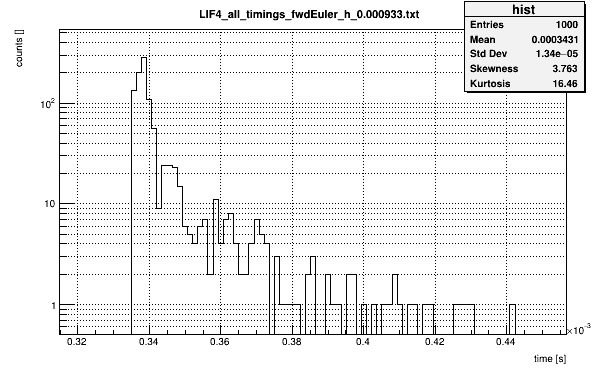 LIF4_all_timings_fwdEuler_h_0.000933.txt
hist
Entries 1000
Mean 0.0003431
Std Dev 1.34e−05
Skewness 3.763
Kurtosis 16.46
counts []
10²
10
1
0.32 0.34 0.36 0.38 0.4 0.42 0.44
×10⁻³
time [s]